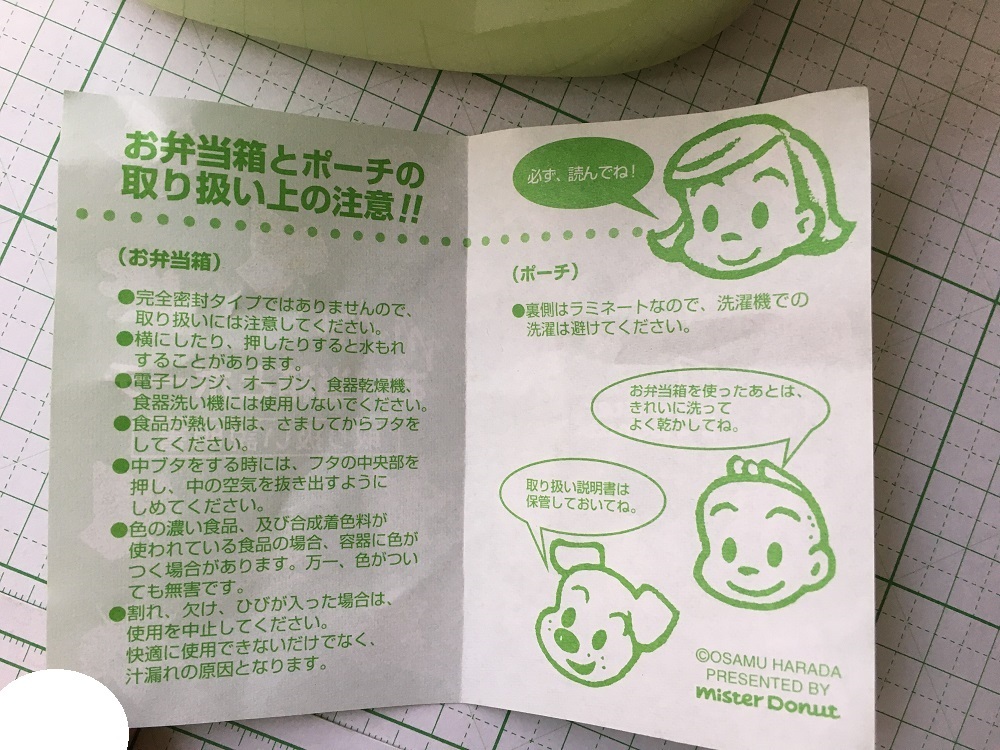 お弁当箱とポーチの
取り扱い上の注意!!
(お弁当箱)
●完全密封タイプではありませんので、
取り扱いには注意してください。
●横にしたり、押したりすると水もれ
することがあります。
●電子レンジ、オーブン、食器乾燥機、
食器洗い機には使用しないでください。
●食品が熱い時は、さましてからフタを
してください。
●中ブタをする時には、フタの中央部を
押し、中の空気を抜き出すように
しめてください。
●色の濃い食品、及び合成着色料が
使われている食品の場合、容器に色が
つく場合があります。万一、色がつい
ても無害です。
●割れ、欠け、ひびが入った場合は、
使用を中止してください。
快適に使用できないだけでなく、
汁漏れの原因となります。
必ず、読んでね!
(ポーチ)
●裏側はラミネートなので、洗濯機での
洗濯は避けてください。
お弁当箱を使ったあとは、
きれいに洗って
よく乾かしてね。
取り扱い説明書は
保管しておいてね。
©OSAMU HARADA
PRESENTED BY
mister Donut